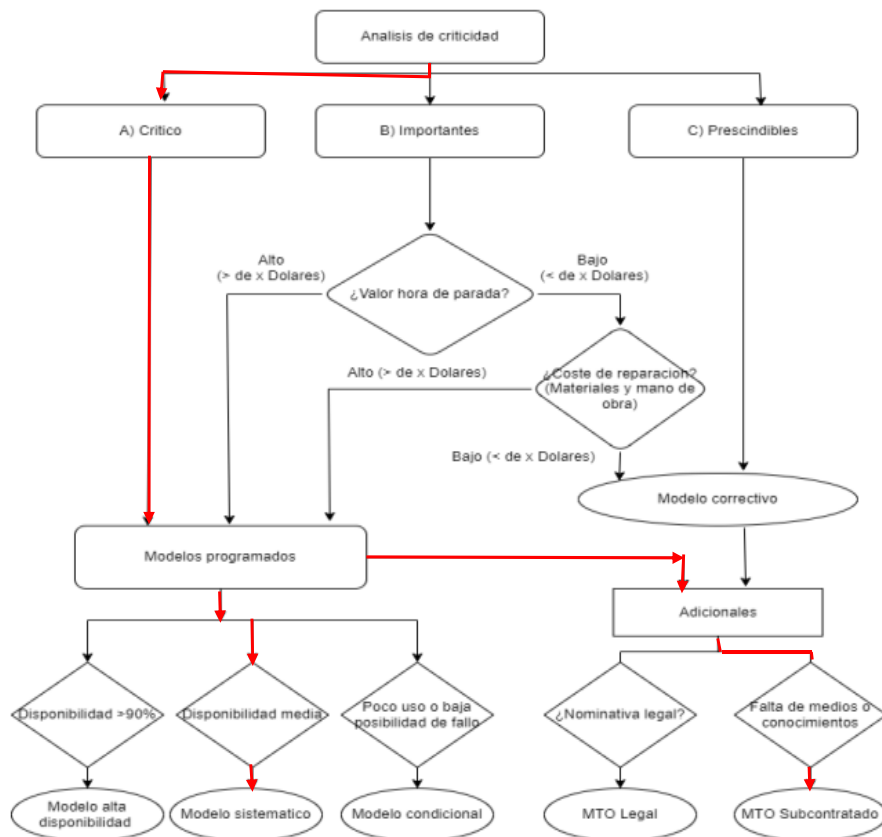 Analisis de criticidad
A) Critico
B) Importantes
C) Prescindibles
Alto
(> de x Dolares)
Bajo
(< de x Dolares)
¿Valor hora de parada?
Alto (> de x Dolares)
¿Coste de reparacion?
(Materiales y mano de
obra)
Bajo (< de x Dolares)
Modelo correctivo
Modelos programados
Adicionales
Disponibilidad >90%
Disponibilidad media
Poco uso o baja
posibilidad de fallo
¿Nominativa legal?
Falta de medios o
conocimientos
Modelo alta
disponibilidad
Modelo sistematico
Modelo condicional
MTO Legal
MTO Subcontratado